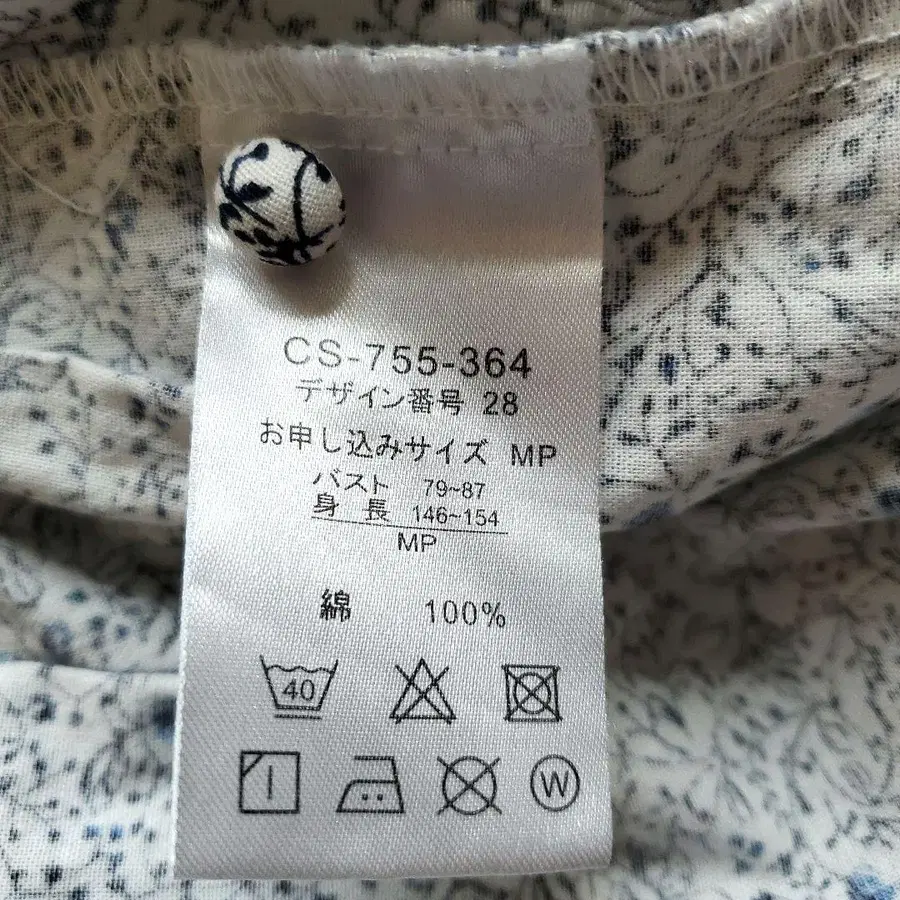 CS-755-364
デザイン番号 28
お申し込みサイズ MP
バスト 79~87
身 長 146~154
MP
綿 100%
40
W